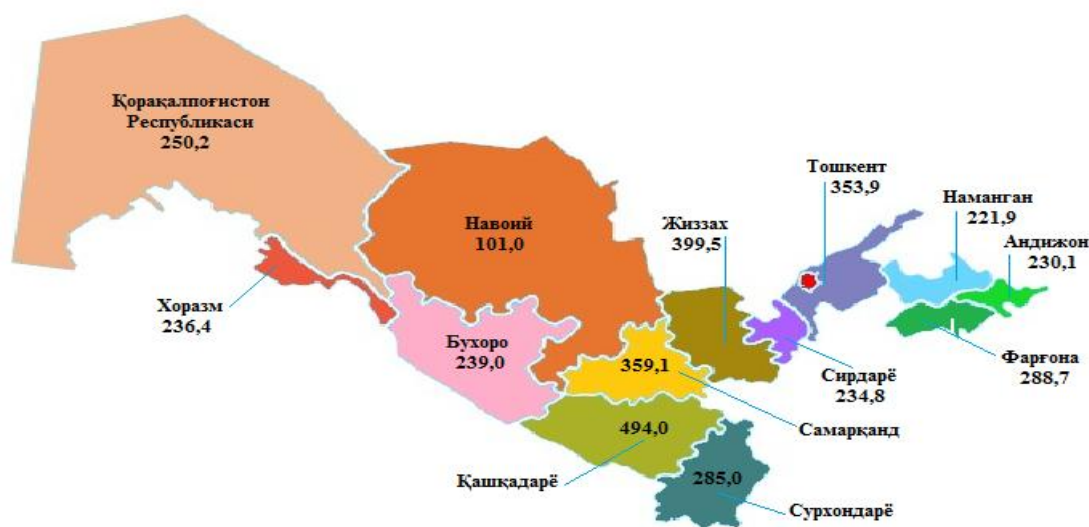 Қорақалпоғистон
Республикаси
250,2
Навоий
101,0
Хоразм
236,4
Бухоро
239,0
Жиззах
399,5
Тошкент
353,9
Наманган
221,9
Андижон
230,1
Фарғона
288,7
Сирдарё
234,8
359,1
Самарқанд
494,0
Қашқадарё
285,0
Сурхондарё